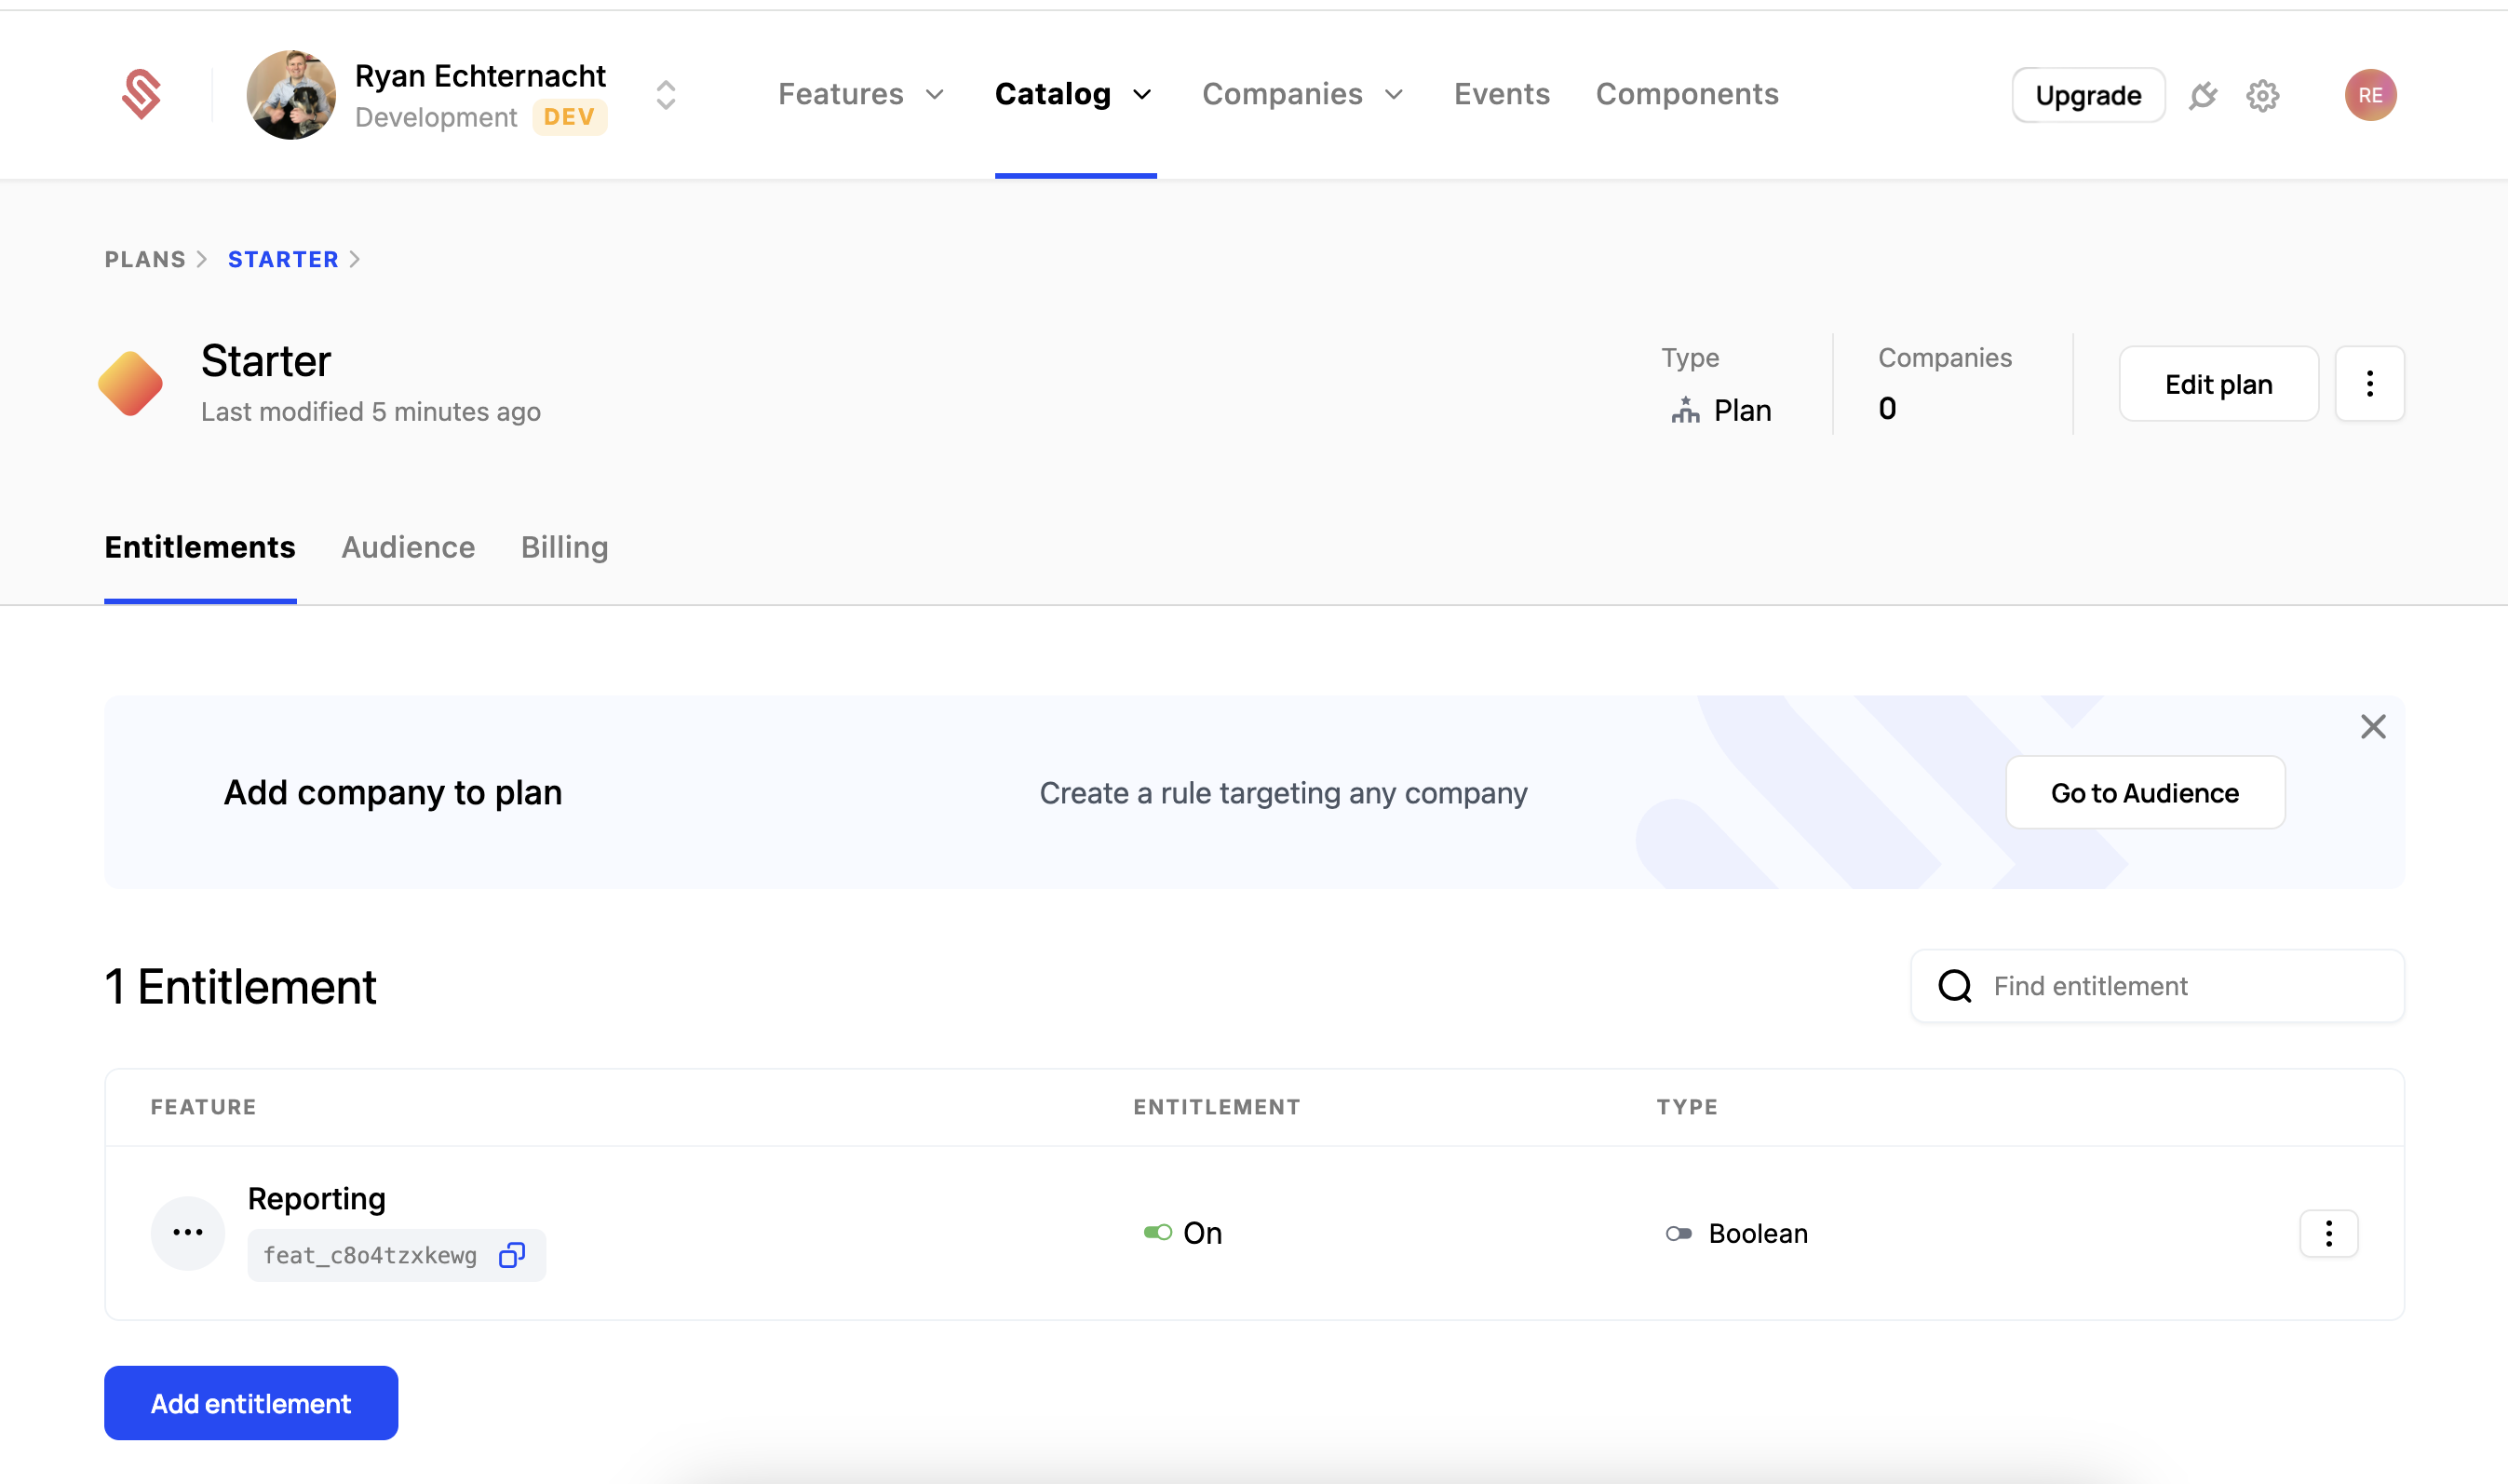 Ryan Echternacht
Development DEV
Features
Catalog
Companies
Events
Components
Upgrade
RE
PLANS
STARTER
Starter
Last modified 5 minutes ago
Type
Plan
Companies
0
Edit plan
Entitlements
Audience
Billing
Add company to plan
Create a rule targeting any company
Go to Audience
1 Entitlement
Find entitlement
FEATURE
ENTITLEMENT
TYPE
Reporting
feat_c8o4tzxkewg
On
Boolean
Add entitlement